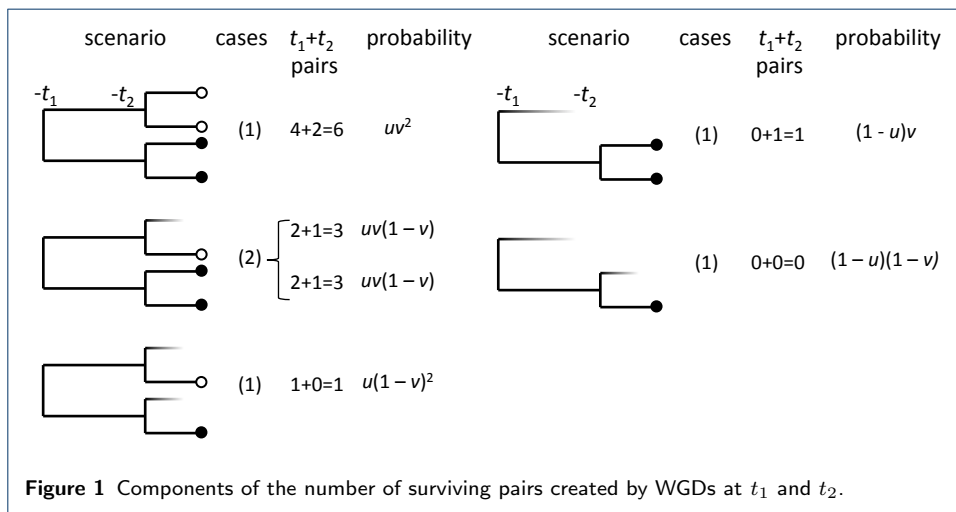 scenario cases t₁+t₂ pairs probability
-t₁ -t₂
(1) 4+2=6 uv²
(2) 2+1=3 uv(1 – v)
2+1=3 uv(1 – v)
(1) 1+0=1 u(1 – v)²
scenario cases t₁+t₂ pairs probability
-t₁ -t₂
(1) 0+1=1 (1 - u)v
(1) 0+0=0 (1 – u)(1 – v)
Figure 1 Components of the number of surviving pairs created by WGDs at t₁ and t₂.